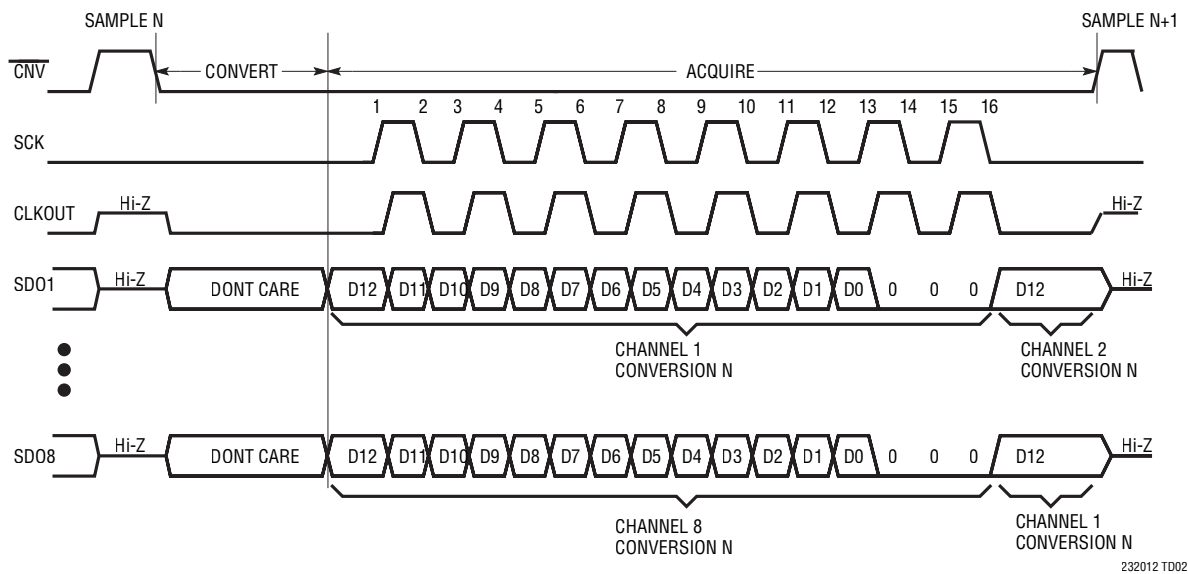 SAMPLE N SAMPLE N+1
CNV CONVERT ACQUIRE
1 2 3 4 5 6 7 8 9 10 11 12 13 14 15 16
SCK
CLKOUT Hi-Z Hi-Z
SDO1 Hi-Z DONT CARE D12 D11 D10 D9 D8 D7 D6 D5 D4 D3 D2 D1 D0 0 0 0 D12 Hi-Z
CHANNEL 1 CHANNEL 2
CONVERSION N CONVERSION N
SDO8 Hi-Z DONT CARE D12 D11 D10 D9 D8 D7 D6 D5 D4 D3 D2 D1 D0 0 0 0 D12 Hi-Z
CHANNEL 8 CHANNEL 1
CONVERSION N CONVERSION N
232012 TD02